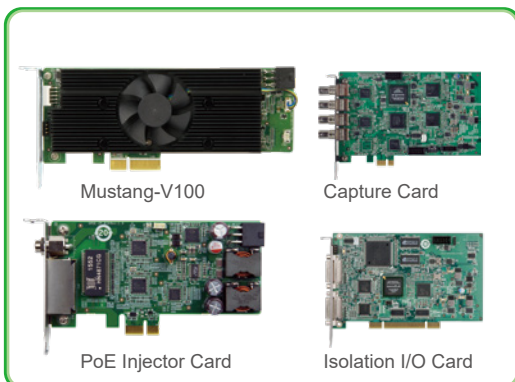 Mustang-V100
Capture Card
PoE Injector Card
Isolation I/O Card